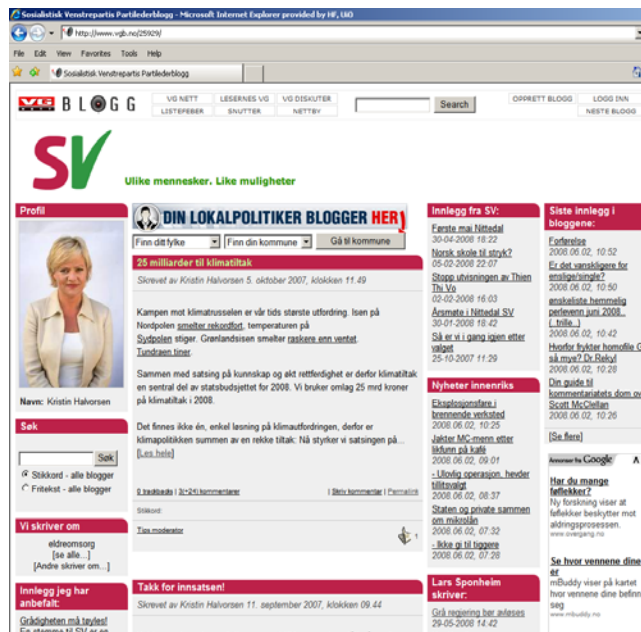 Sosialistisk Venstrepartis Partilederblogg - Microsoft Internet Explorer provided by HF, UiO
http://www.vgb.no/25929/
File Edit View Favorites Tools Help
Sosialistisk Venstrepartis Partilederblogg
VG NETT BLOGG
VG NETT LESERNES VG VG DISKUTER
LISTEFEBER SNUTTER NETTBY
Search
OPPRETT BLOGG LOGG INN
NESTE BLOGG
SV
Ulike mennesker. Like muligheter
Profil
Navn: Kristin Halvorsen
Søk
Søk
Stikkord - alle blogger
Fritekst - alle blogger
Vi skriver om
eldreomsorg
[se alle...]
[Andre skriver om...]
Innlegg jeg har
anbefalt:
Grådigheten må tøyles!
En stemme til SV er en
DIN LOKALPOLITIKER BLOGGER HER
Finn ditt fylke Finn din kommune Gå til kommune
25 milliarder til klimatiltak
Skrevet av Kristin Halvorsen 5. oktober 2007, klokken 11.49
Kampen mot klimatrusselen er vår tids største utfordring. Isen på
Nordpolen smelter rekordfort, temperaturen på
Sydpolen stiger. Grønlandsisen smelter raskere enn ventet.
Tundraen tiner.
Sammen med satsing på kunnskap og økt rettferdighet er derfor klimatiltak
en sentral del av statsbudsjettet for 2008. Vi bruker omlag 25 mrd kroner
på klimatiltak i 2008.
Det finnes ikke én, enkel løsning på klimautfordringen, derfor er
klimapolitikken summen av en rekke tiltak: Nå styrker vi satsingen på...
[Les hele]
0 trackbacks | 3(+24) kommentarer | Skriv kommentar | Permalink
Stikkord:
Tips moderator
1
Takk for innsatsen!
Skrevet av Kristin Halvorsen 11. september 2007, klokken 09.44
Innlegg fra SV:
Første mai Nittedal
30-04-2008 18:22
Norsk skole til stryk?
05-02-2008 22:07
Stopp utvisningen av Thien
Thi Vo
02-02-2008 16:03
Årsmøte i Nittedal SV
30-01-2008 18:42
Så er vi i gang igjen etter
valget
25-10-2007 11:29
Nyheter innenriks
Eksplosjonsfare i
brennende verksted
2008.06.02, 10:25
Jakter MC-menn etter
likfunn på kafé
2008.06.02, 09:01
- Ulovlig operasjon, hevder
tillitsvalgt
2008.06.02, 08:37
Staten og private sammen
om mikrolån
2008.06.02, 07:32
- Ikke gi til tiggere
2008.06.02, 07:28
Lars Sponheim
skriver:
Grå regjering bør avløses
29-05-2008 14:42
Siste innlegg i
bloggene:
Forførelse
2008.06.02, 10:52
Er det vanskligere for
enslige/single?
2008.06.02, 10:50
ønskeliste hemmelig
perlevenn juni 2008..
(..trille..)
2008.06.02, 10:42
Hvorfor frykter homofile G
så mye? Dr.Rekyl
2008.06.02, 10:28
Din guide til
kommentariatets dom ov
Scott McClellan
2008.06.02, 10:26
[Se flere]
Annonser fra Google
Har du mange
føflekker?
Ny forskning viser at
føflekker beskytter mot
aldringsprosessen.
www.overgang.no
Se hvor vennene dine
er
mBuddy viser på kartet
hvor vennene dine befinn
seg
www.mbuddy.no